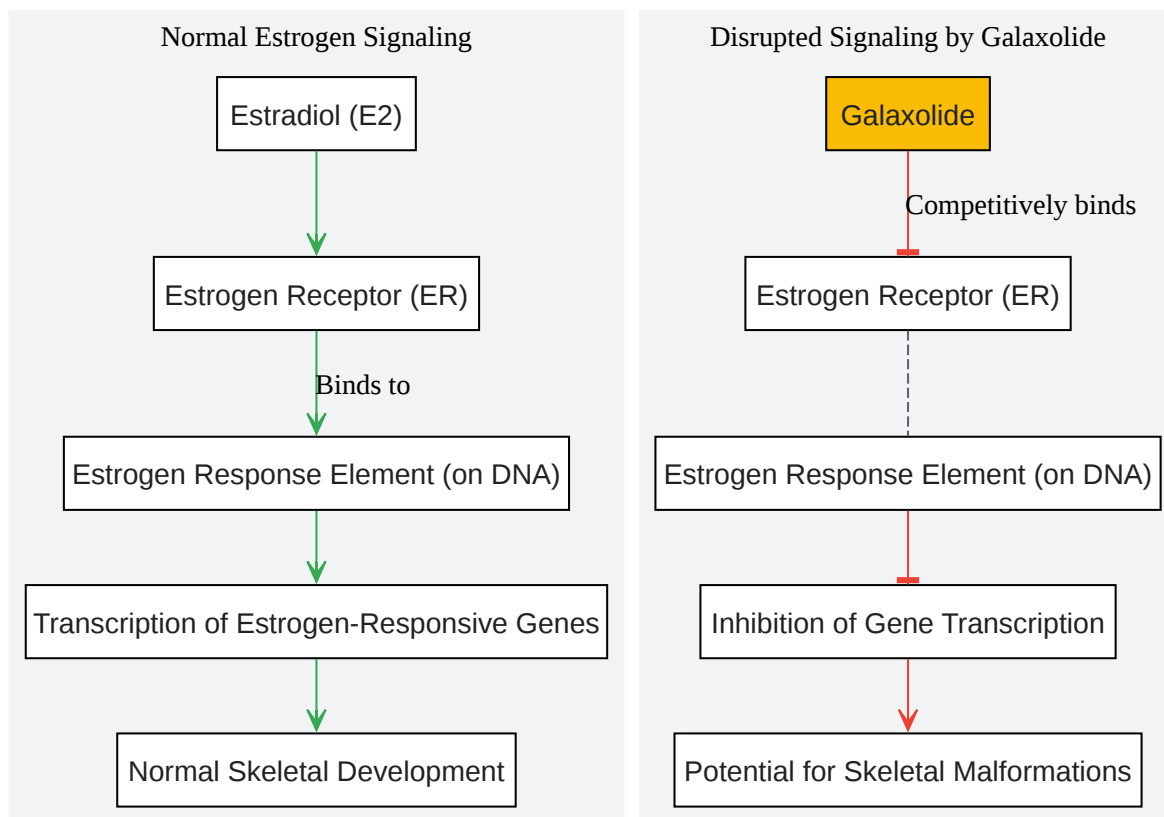 Normal Estrogen Signaling
Estradiol (E2)
Estrogen Receptor (ER)
Binds to
Estrogen Response Element (on DNA)
Transcription of Estrogen-Responsive Genes
Normal Skeletal Development
Disrupted Signaling by Galaxolide
Galaxolide
Competitively binds
Estrogen Receptor (ER)
Estrogen Response Element (on DNA)
Inhibition of Gene Transcription
Potential for Skeletal Malformations